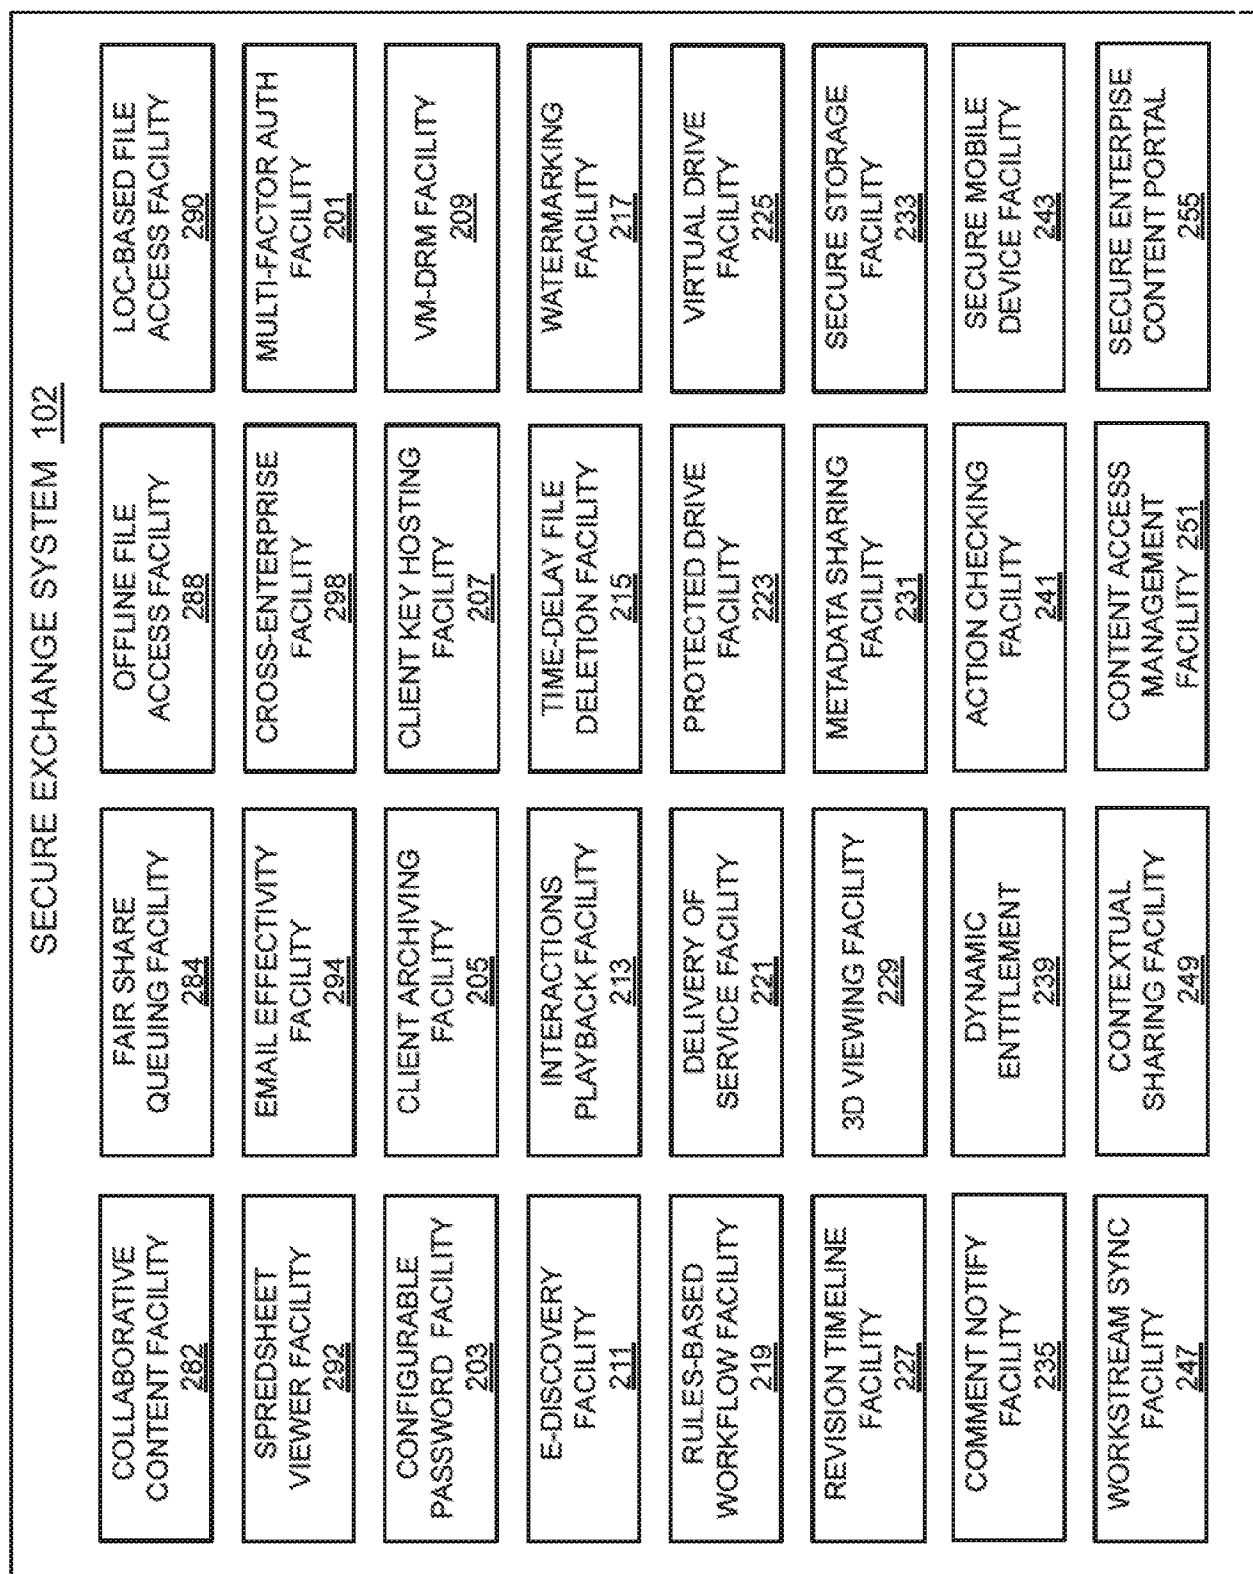 SECURE EXCHANGE SYSTEM 102
COLLABORATIVE
CONTENT FACILITY
282
FAIR SHARE
QUEUING FACILITY
284
OFFLINE FILE
ACCESS FACILITY
288
LOC-BASED FILE
ACCESS FACILITY
290
SPREDSHEET
VIEWER FACILITY
292
EMAIL EFFECTIVITY
FACILITY
294
CROSS-ENTERPRISE
FACILITY
298
MULTI-FACTOR AUTH
FACILITY
201
CONFIGURABLE
PASSWORD FACILITY
203
CLIENT ARCHIVING
FACILITY
205
CLIENT KEY HOSTING
FACILITY
207
VM-DRM FACILITY
209
E-DISCOVERY
FACILITY
211
INTERACTIONS
PLAYBACK FACILITY
213
TIME-DELAY FILE
DELETION FACILITY
215
WATERMARKING
FACILITY
217
RULES-BASED
WORKFLOW FACILITY
219
DELIVERY OF
SERVICE FACILITY
221
PROTECTED DRIVE
FACILITY
223
VIRTUAL DRIVE
FACILITY
225
REVISION TIMELINE
FACILITY
227
3D VIEWING FACILITY
229
METADATA SHARING
FACILITY
231
SECURE STORAGE
FACILITY
233
COMMENT NOTIFY
FACILITY
235
DYNAMIC
ENTITLEMENT
239
ACTION CHECKING
FACILITY
241
SECURE MOBILE
DEVICE FACILITY
243
WORKSTREAM SYNC
FACILITY
247
CONTEXTUAL
SHARING FACILITY
249
CONTENT ACCESS
MANAGEMENT
FACILITY 251
SECURE ENTERPISE
CONTENT PORTAL
255